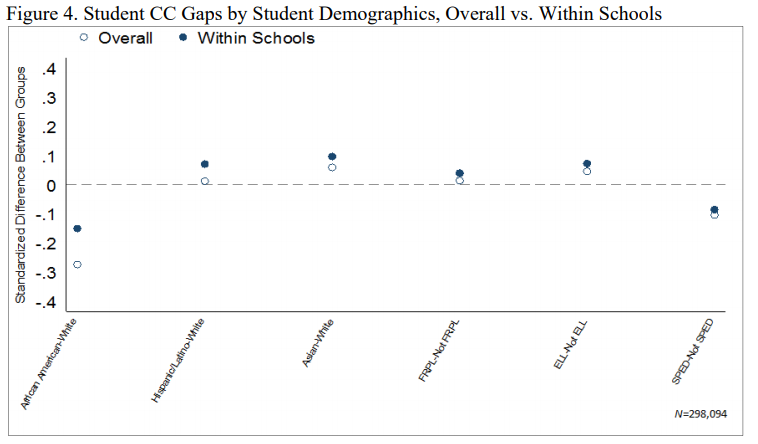 Figure 4. Student CC Gaps by Student Demographics, Overall vs. Within Schools
Overall Within Schools
Standardized Difference Between Groups
.4
.3
.2
.1
0
-.1
-.2
-.3
-.4
African American-White
Hispanic/Latino-White
Asian-White
FRPL-Not FRPL
ELL-Not ELL
SPED-Not SPED
N=298,094